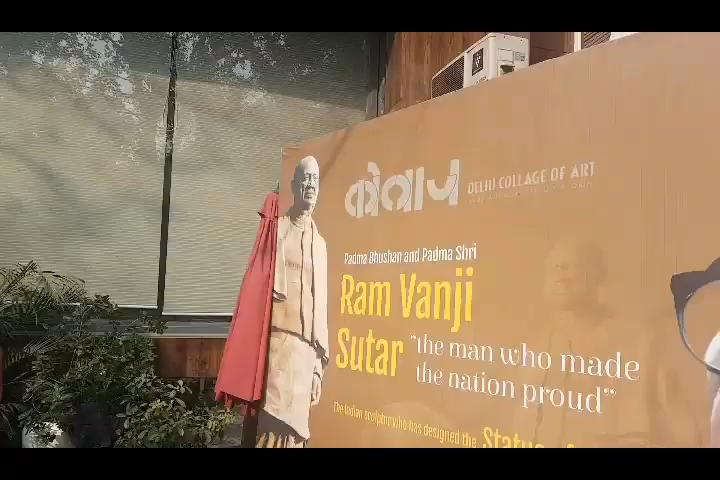 कोलाज
DELHI COLLAGE OF ART
Padma Bhushan and Padma Shri
Ram Vanji
Sutar "the man who made
the nation proud"
The Indian sculptor who has designed the